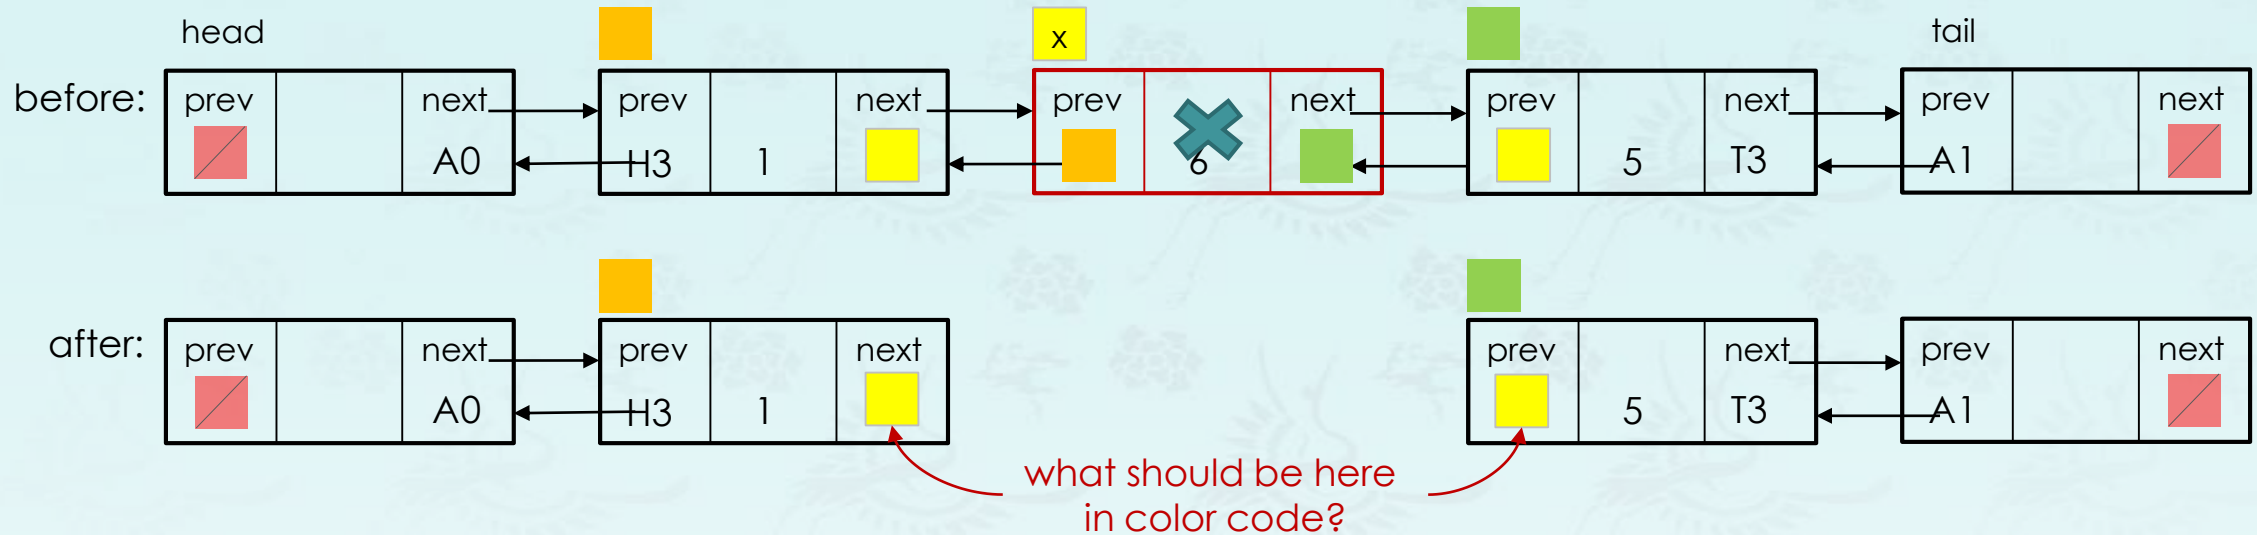 head
x
tail
before:
prev
next
prev
next
prev
next
prev
next
prev
next
A0
H3
1
6
5
T3
A1
after:
prev
next
prev
next
prev
next
prev
next
A0
H3
1
5
T3
A1
what should be here
in color code?